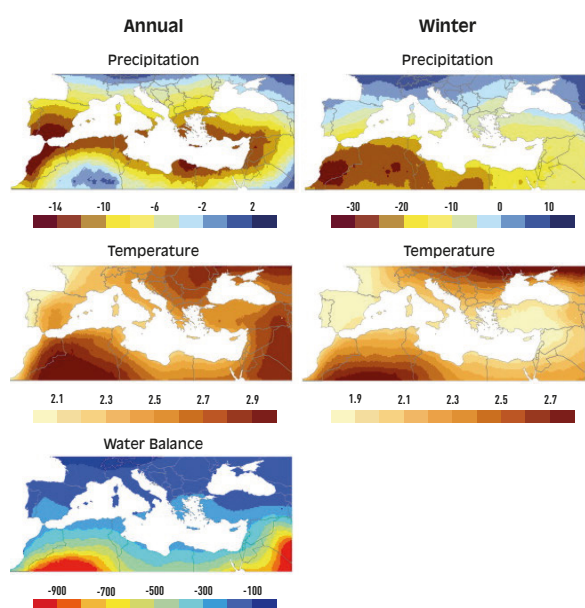 Annual
Winter
Precipitation
Precipitation
-14 -10 -6 -2 2
-30 -20 -10 0 10
Temperature
Temperature
2.1 2.3 2.5 2.7 2.9
1.9 2.1 2.3 2.5 2.7
Water Balance
-900 -700 -500 -300 -100